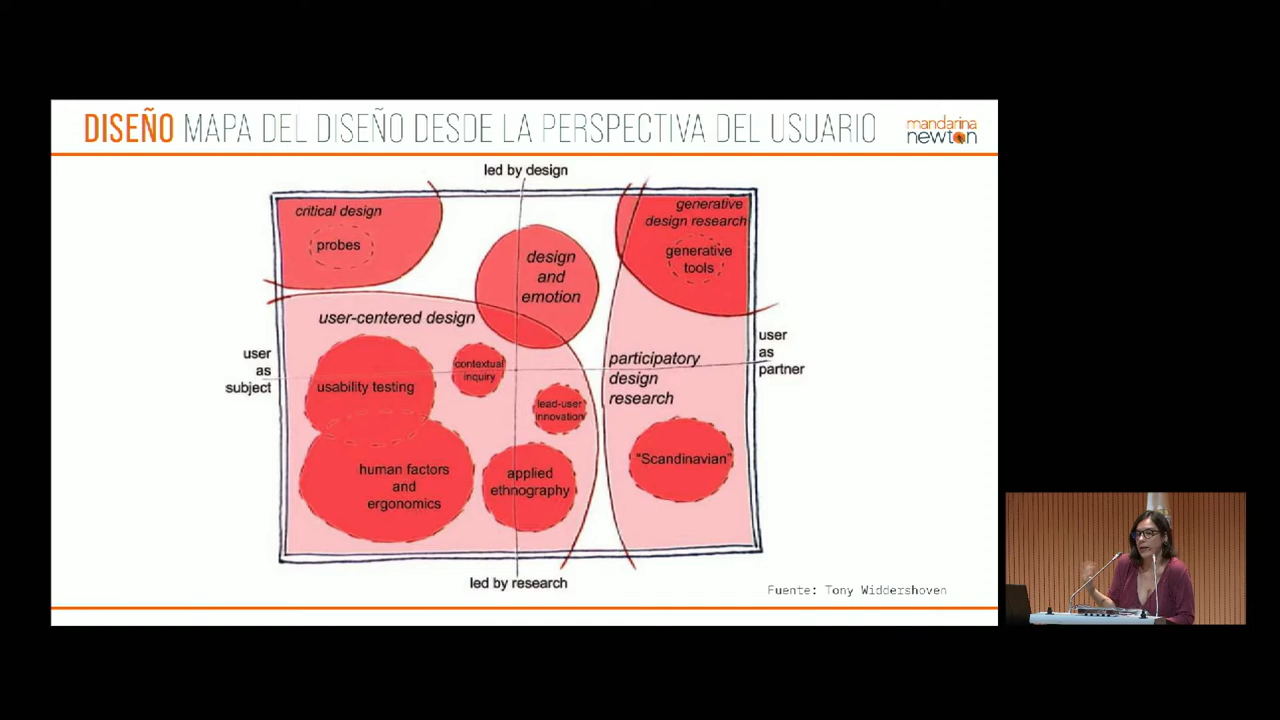 DISEÑO MAPA DEL DISEÑO DESDE LA PERSPECTIVA DEL USUARIO
mandarina
newton
led by design
critical design
probes
generative
design research
generative
tools
design
and
emotion
user-centered design
user
as
subject
user
as
partner
usability testing
contextual
inquiry
lead-user
innovation
participatory
design
research
human factors
and
ergonomics
applied
ethnography
"Scandinavian"
led by research
Fuente: Tony Widdershoven